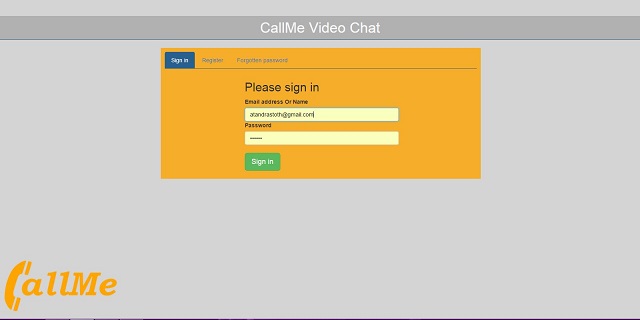 CallMe Video Chat
Sign in Register Forgotten password
Please sign in
Email address Or Name
atandrastoth@gmail.com
Password
Sign in
CallMe